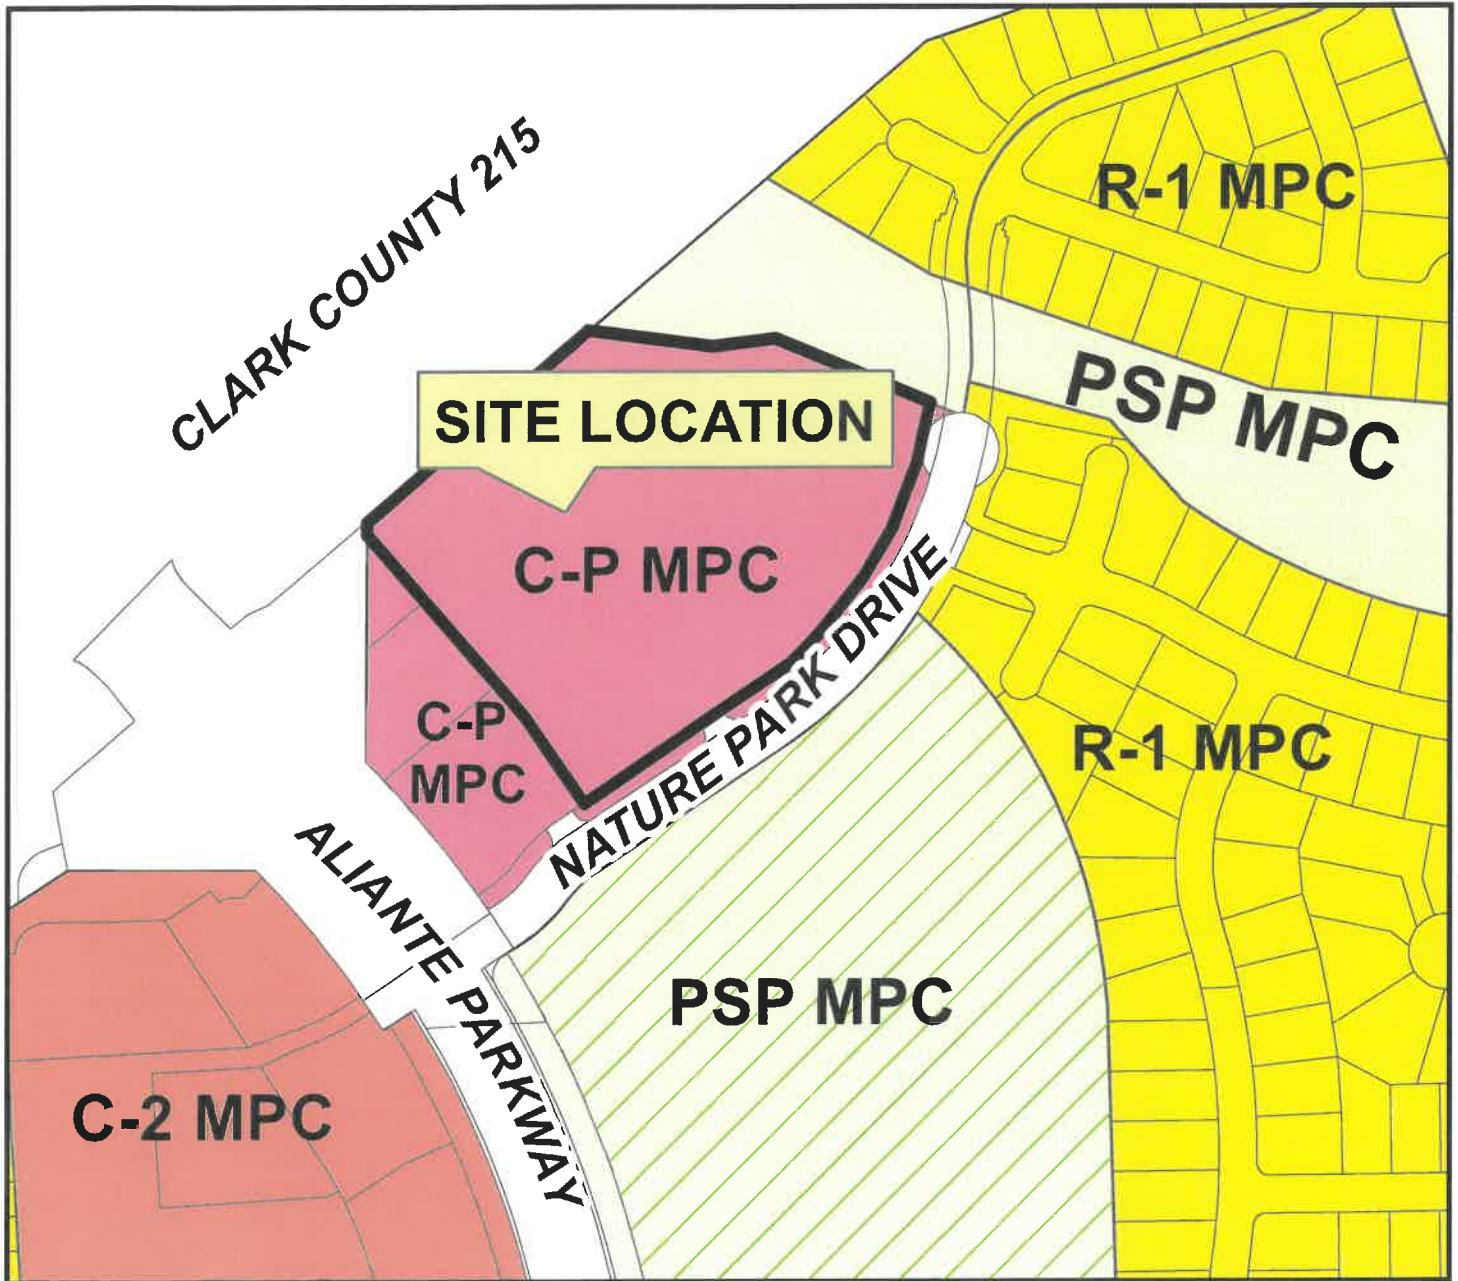 CLARK COUNTY 215
R-1 MPC
PSP MPC
SITE LOCATION
C-P MPC
C-P
MPC
NATURE PARK DRIVE
R-1 MPC
ALIANTE PARKWAY
PSP MPC
C-2 MPC